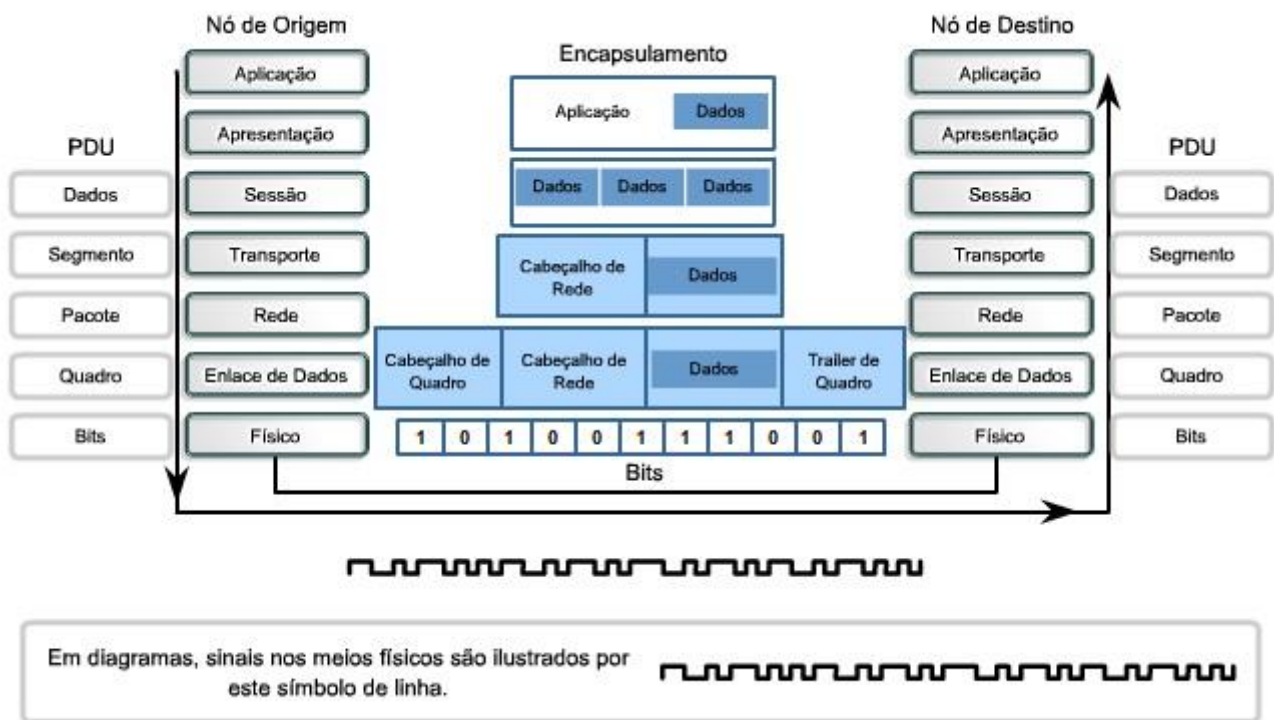 Nó de Origem
Encapsulamento
Nó de Destino
Aplicação
Aplicação
Dados
Aplicação
Apresentação
Apresentação
PDU
PDU
Dados
Sessão
Dados
Dados
Dados
Sessão
Dados
Segmento
Transporte
Cabeçalho de
Rede
Dados
Transporte
Segmento
Pacote
Rede
Rede
Pacote
Quadro
Enlace de Dados
Cabeçalho de
Quadro
Cabeçalho de
Rede
Dados
Trailer de
Quadro
Enlace de Dados
Quadro
Bits
Físico
1 0 1 0 0 1 1 1 0 0 1
Físico
Bits
Bits
Em diagramas, sinais nos meios físicos são ilustrados por
este símbolo de linha.